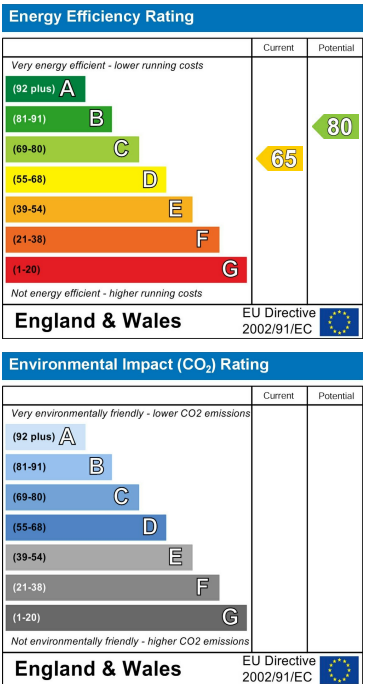 Energy Efficiency Rating
Current Potential
Very energy efficient - lower running costs
(92 plus) A
(81-91) B
(69-80) C
(55-68) D
(39-54) E
(21-38) F
(1-20) G
65
80
Not energy efficient - higher running costs
England & Wales
EU Directive
2002/91/EC
Environmental Impact (CO₂) Rating
Current Potential
Very environmentally friendly - lower CO2 emissions
(92 plus) A
(81-91) B
(69-80) C
(55-68) D
(39-54) E
(21-38) F
(1-20) G
Not environmentally friendly - higher CO2 emissions
England & Wales
EU Directive
2002/91/EC